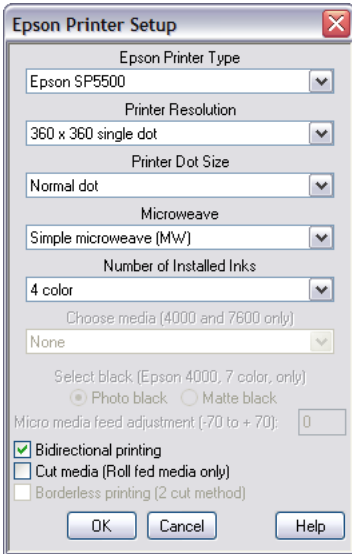 Epson Printer Setup
Epson Printer Type
Epson SP5500
Printer Resolution
360 x 360 single dot
Printer Dot Size
Normal dot
Microweave
Simple microweave (MW)
Number of Installed Inks
4 color
Choose media (4000 and 7600 only)
None
Select black (Epson 4000, 7 color, only)
Photo black Matte black
Micro media feed adjustment (-70 to + 70): 0
Bidirectional printing
Cut media (Roll fed media only)
Borderless printing (2 cut method)
OK Cancel Help